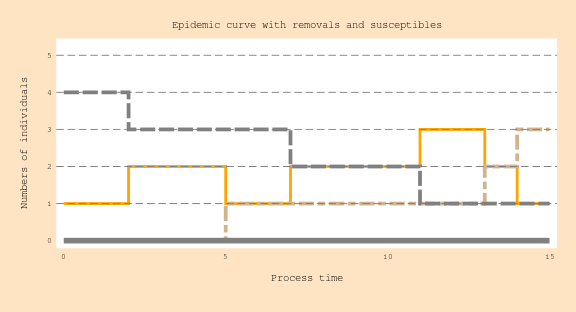 Epidemic curve with removals and susceptibles
Numbers of individuals
5
4
3
2
1
0
0 5 10 15
Process time